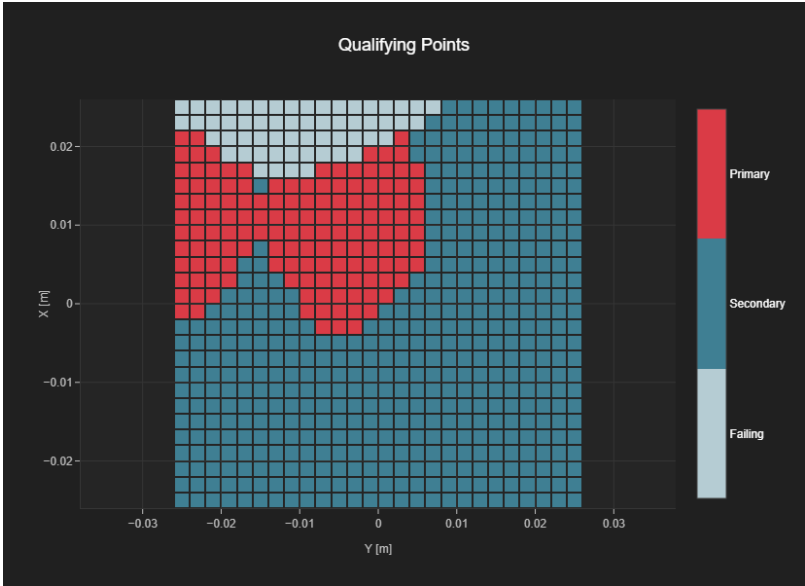 Qualifying Points
0.02
0.01
0
−0.01
−0.02
X [m]
−0.03
−0.02
−0.01
0
0.01
0.02
0.03
Y [m]
Primary
Secondary
Failing